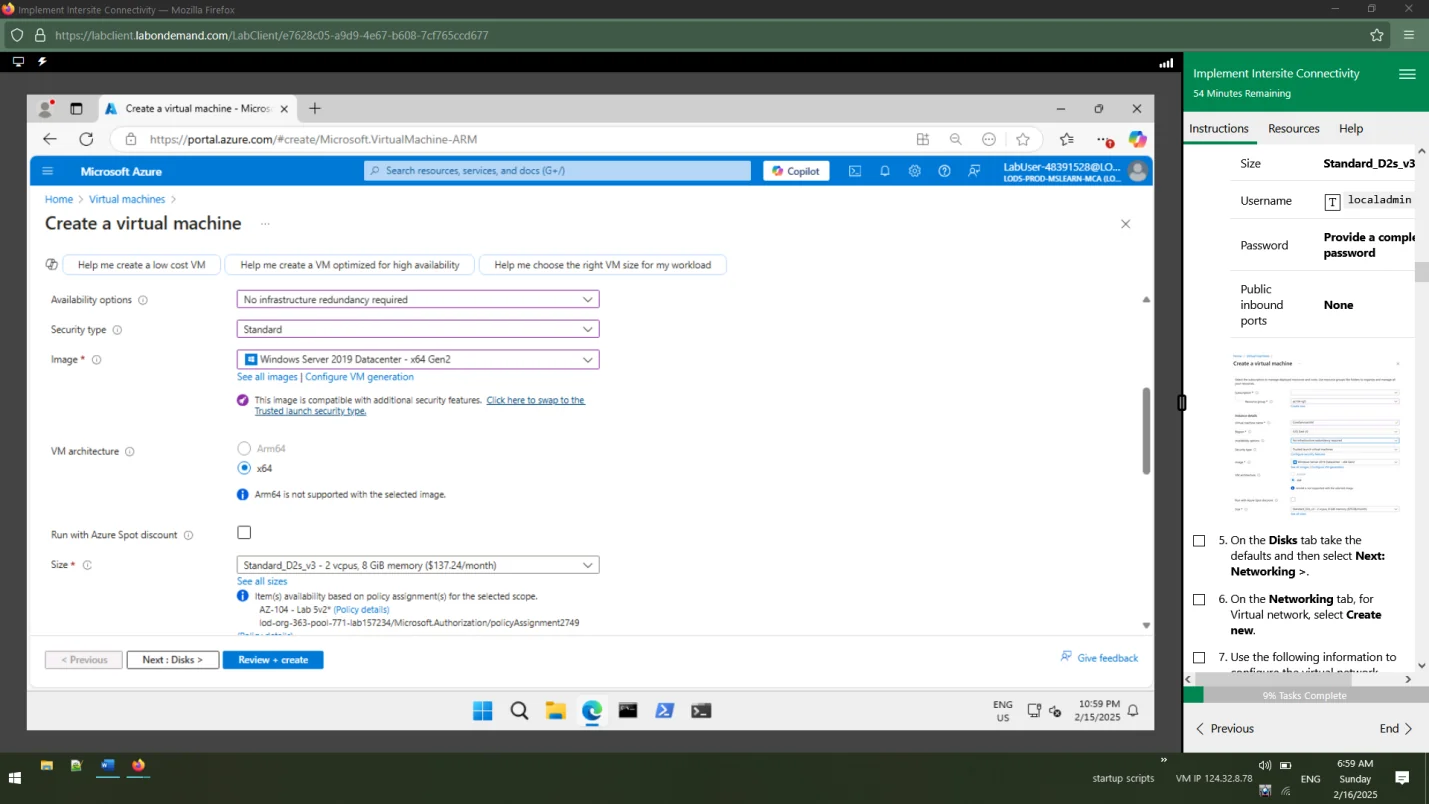 Implement Intersite Connectivity — Mozilla Firefox
https://labclient.labondemand.com/LabClient/e7628c05-a9d9-4e67-b608-7cf765ccd677
Create a virtual machine - Micros
https://portal.azure.com/#create/Microsoft.VirtualMachine-ARM
Microsoft Azure
Search resources, services, and docs (G+/)
Copilot
LabUser-48391528@LO...
LODS-PROD-MSLEARN-MCA (LO...
Home > Virtual machines >
Create a virtual machine ...
Help me create a low cost VM
Help me create a VM optimized for high availability
Help me choose the right VM size for my workload
Availability options
No infrastructure redundancy required
Security type
Standard
Image *
Windows Server 2019 Datacenter - x64 Gen2
See all images | Configure VM generation
This image is compatible with additional security features. Click here to swap to the
Trusted launch security type.
VM architecture
Arm64
x64
Arm64 is not supported with the selected image.
Run with Azure Spot discount
Size *
Standard_D2s_v3 - 2 vcpus, 8 GiB memory ($137.24/month)
See all sizes
Item(s) availability based on policy assignment(s) for the selected scope.
AZ-104 - Lab 5v2* (Policy details)
lod-org-363-pool-771-lab157234/Microsoft.Authorization/policyAssignment2749
(Policy details)
< Previous
Next : Disks >
Review + create
Give feedback
ENG
US
10:59 PM
2/15/2025
Implement Intersite Connectivity
54 Minutes Remaining
Instructions
Resources
Help
Size
Standard_D2s_v3
Username
T localadmin
Password
Provide a comple
password
Public
inbound
ports
None
Create a virtual machine
5. On the Disks tab take the
defaults and then select Next:
Networking >.
6. On the Networking tab, for
Virtual network, select Create
new.
7. Use the following information to
configure the virtual network,
9% Tasks Complete
< Previous
End >
startup scripts
VM IP 124.32.8.78
ENG
6:59 AM
Sunday
2/16/2025